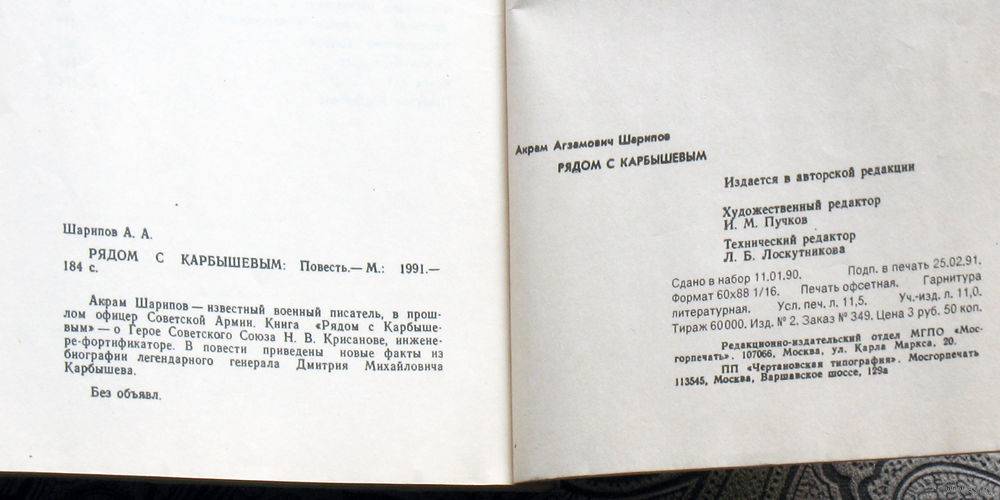 Шарипов А. А.
РЯДОМ С КАРБЫШЕВЫМ: Повесть.— М.: 1991.—
184 с.
Акрам Шарипов — известный военный писатель, в прош-
лом офицер Советской Армии. Книга «Рядом с Карбыше-
вым» — о Герое Советского Союза Н. В. Крисанове, инжене-
ре-фортификаторе. В повести приведены новые факты из
биографии легендарного генерала Дмитрия Михайловича
Карбышева.
Без объявл.
Акрам Агзамович Шарипов
РЯДОМ С КАРБЫШЕВЫМ
Издается в авторской редакции
Художественный редактор
И. М. Пучков
Технический редактор
Л. Б. Лоскутникова
Сдано в набор 11.01.90. Подп. в печать 25.02.91.
Формат 60x88 1/16. Печать офсетная. Гарнитура
литературная. Усл. печ. л. 11,5. Уч.-изд. л. 11,0.
Тираж 60000. Изд. № 2. Заказ № 349. Цена 3 руб. 50 коп.
Редакционно-издательский отдел МГПО «Мос-
горпечать». 107066, Москва, ул. Карла Маркса, 20.
ПП «Чертановская типография». Мосгорпечать
113545, Москва, Варшавское шоссе, 129а